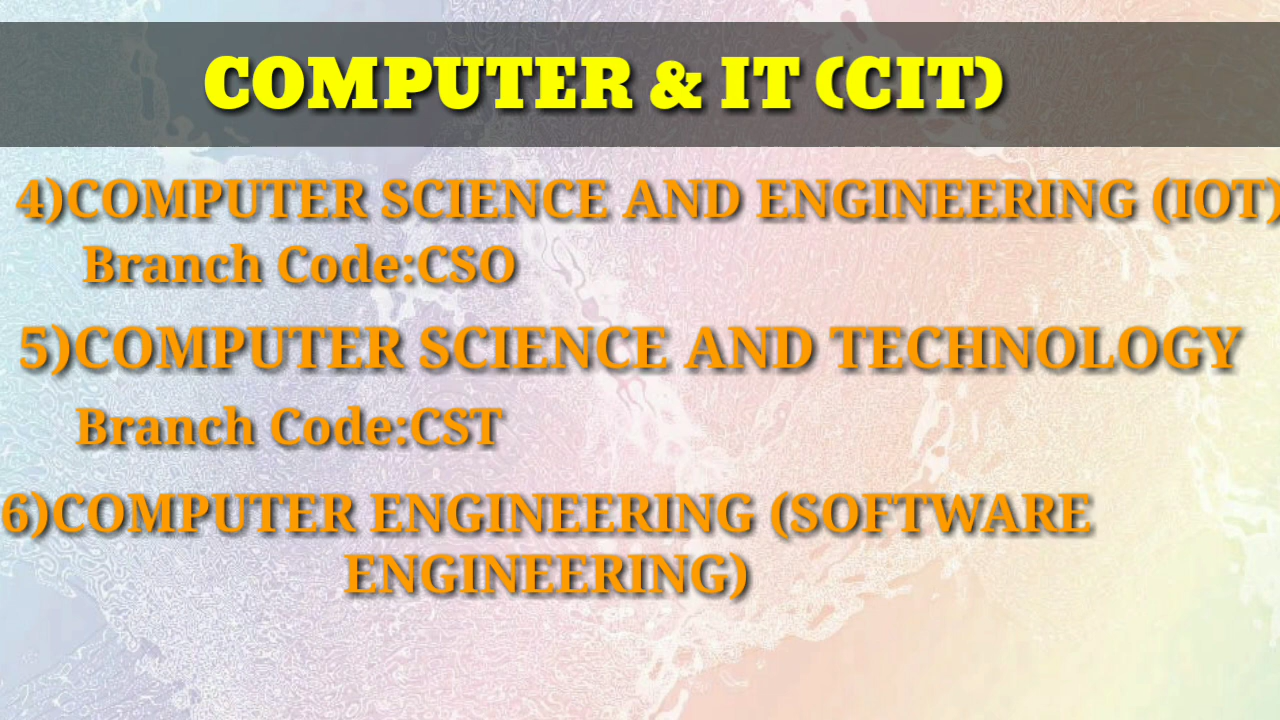 COMPUTER & IT (CIT)
4)COMPUTER SCIENCE AND ENGINEERING (IOT)
Branch Code:CSO
5)COMPUTER SCIENCE AND TECHNOLOGY
Branch Code:CST
6)COMPUTER ENGINEERING (SOFTWARE
ENGINEERING)